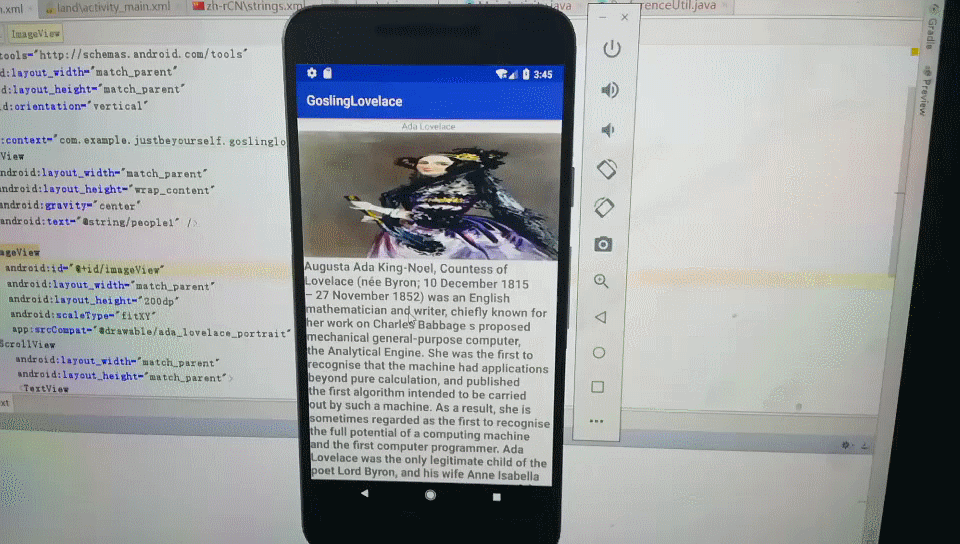 .xml
land\activity_main.xml
zh-rCN\strings.xml
erenceUtil.java
ImageView
tools="http://schemas.android.com/tools"
d:layout_width="match_parent"
d:layout_height="match_parent"
d:orientation="vertical"
:context="com.example.justbeyourself.goslinglo
View
android:layout_width="match_parent"
android:layout_height="wrap_content"
android:gravity="center"
android:text="@string/people1" />
ageView
android:id="@+id/imageView"
android:layout_width="match_parent"
android:layout_height="200dp"
android:scaleType="fitXY"
app:srcCompat="@drawable/ada_lovelace_portrait"
ScrollView
android:layout_width="match_parent"
android:layout_height="match_parent">
<TextView
xt
3:45
GoslingLovelace
Ada Lovelace
Augusta Ada King-Noel, Countess of
Lovelace (née Byron; 10 December 1815
– 27 November 1852) was an English
mathematician and writer, chiefly known for
her work on Charles Babbage s proposed
mechanical general-purpose computer,
the Analytical Engine. She was the first to
recognise that the machine had applications
beyond pure calculation, and published
the first algorithm intended to be carried
out by such a machine. As a result, she is
sometimes regarded as the first to recognise
the full potential of a computing machine
and the first computer programmer. Ada
Lovelace was the only legitimate child of the
poet Lord Byron, and his wife Anne Isabella
Gradle
Preview